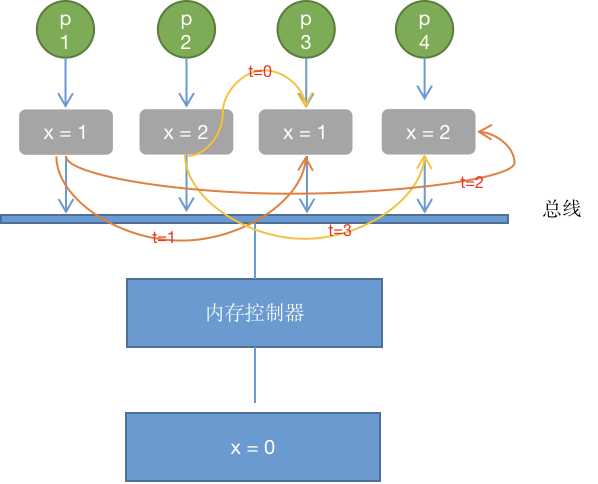 p
1
p
2
p
3
p
4
t=0
x = 1
x = 2
x = 1
x = 2
t=2
总线
t=1
t=3
内存控制器
x = 0